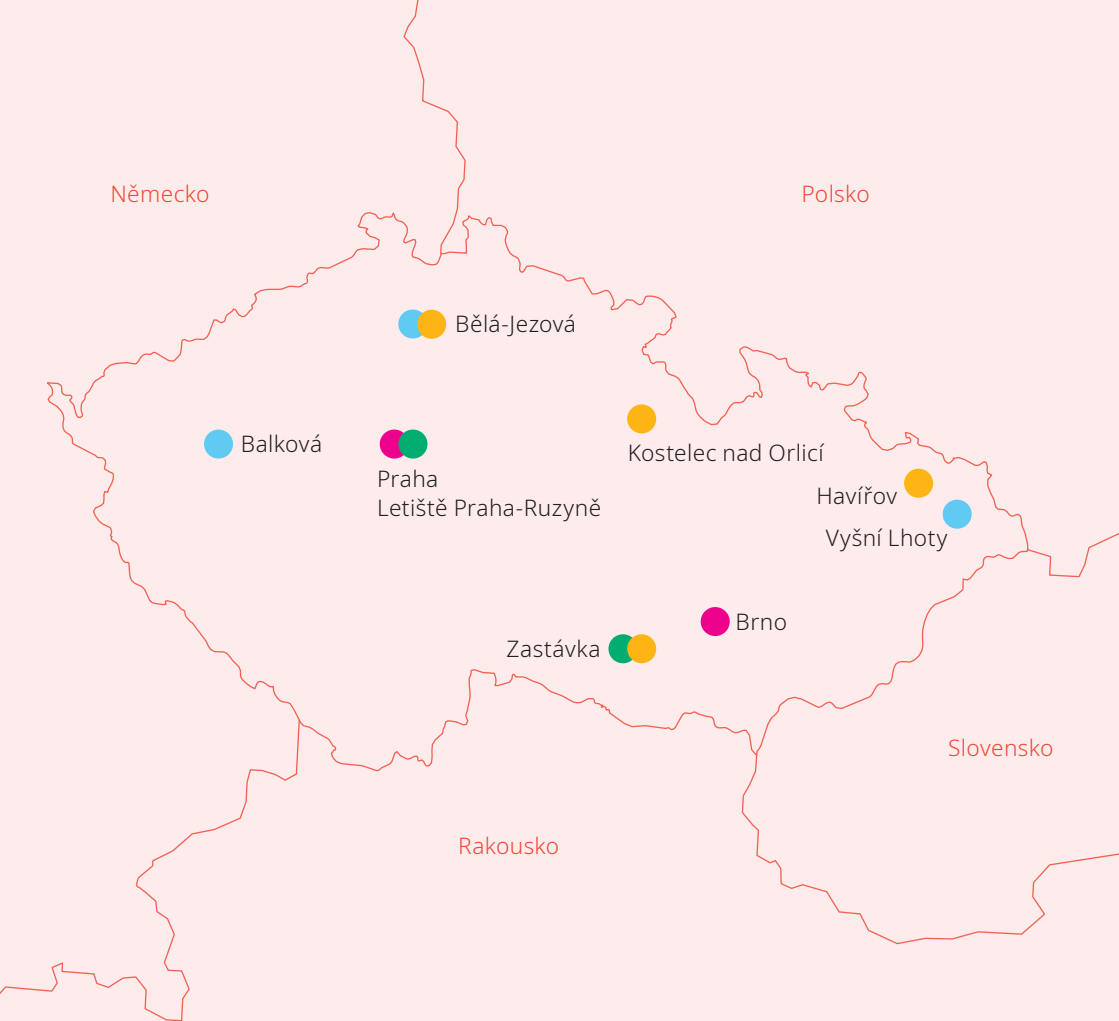 Německo
Polsko
Bělá-Jezová
Balková
Kostelec nad Orlicí
Praha
Letiště Praha-Ruzyně
Havířov
Vyšní Lhoty
Brno
Zastávka
Slovensko
Rakousko